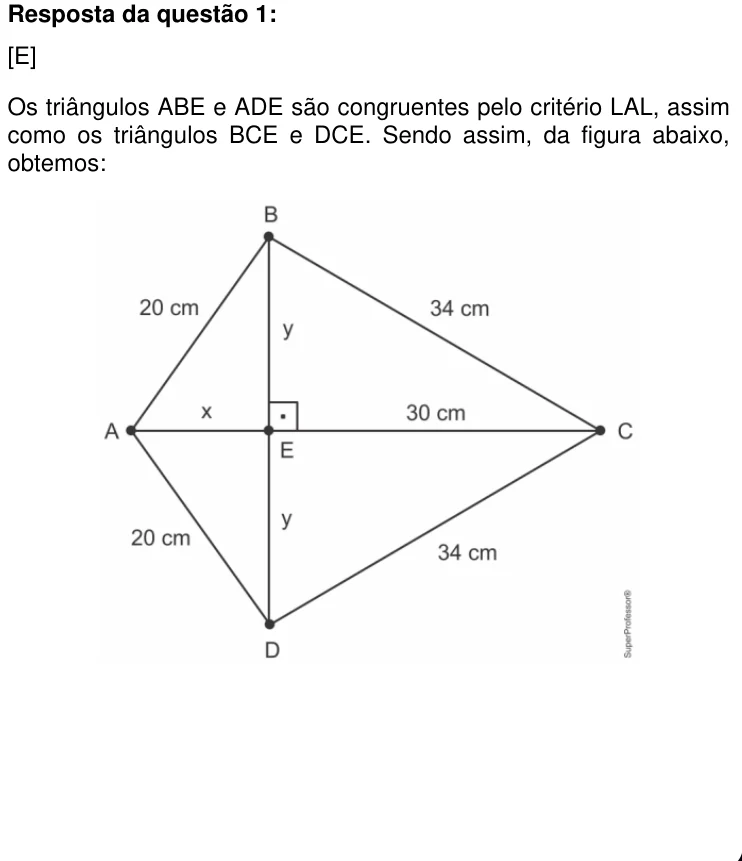 Resposta da questão 1:
[E]
Os triângulos ABE e ADE são congruentes pelo critério LAL, assim
como os triângulos BCE e DCE. Sendo assim, da figura abaixo,
obtemos:
B
20 cm
34 cm
y
x
30 cm
A
C
E
y
20 cm
34 cm
D
SuperProfessor®